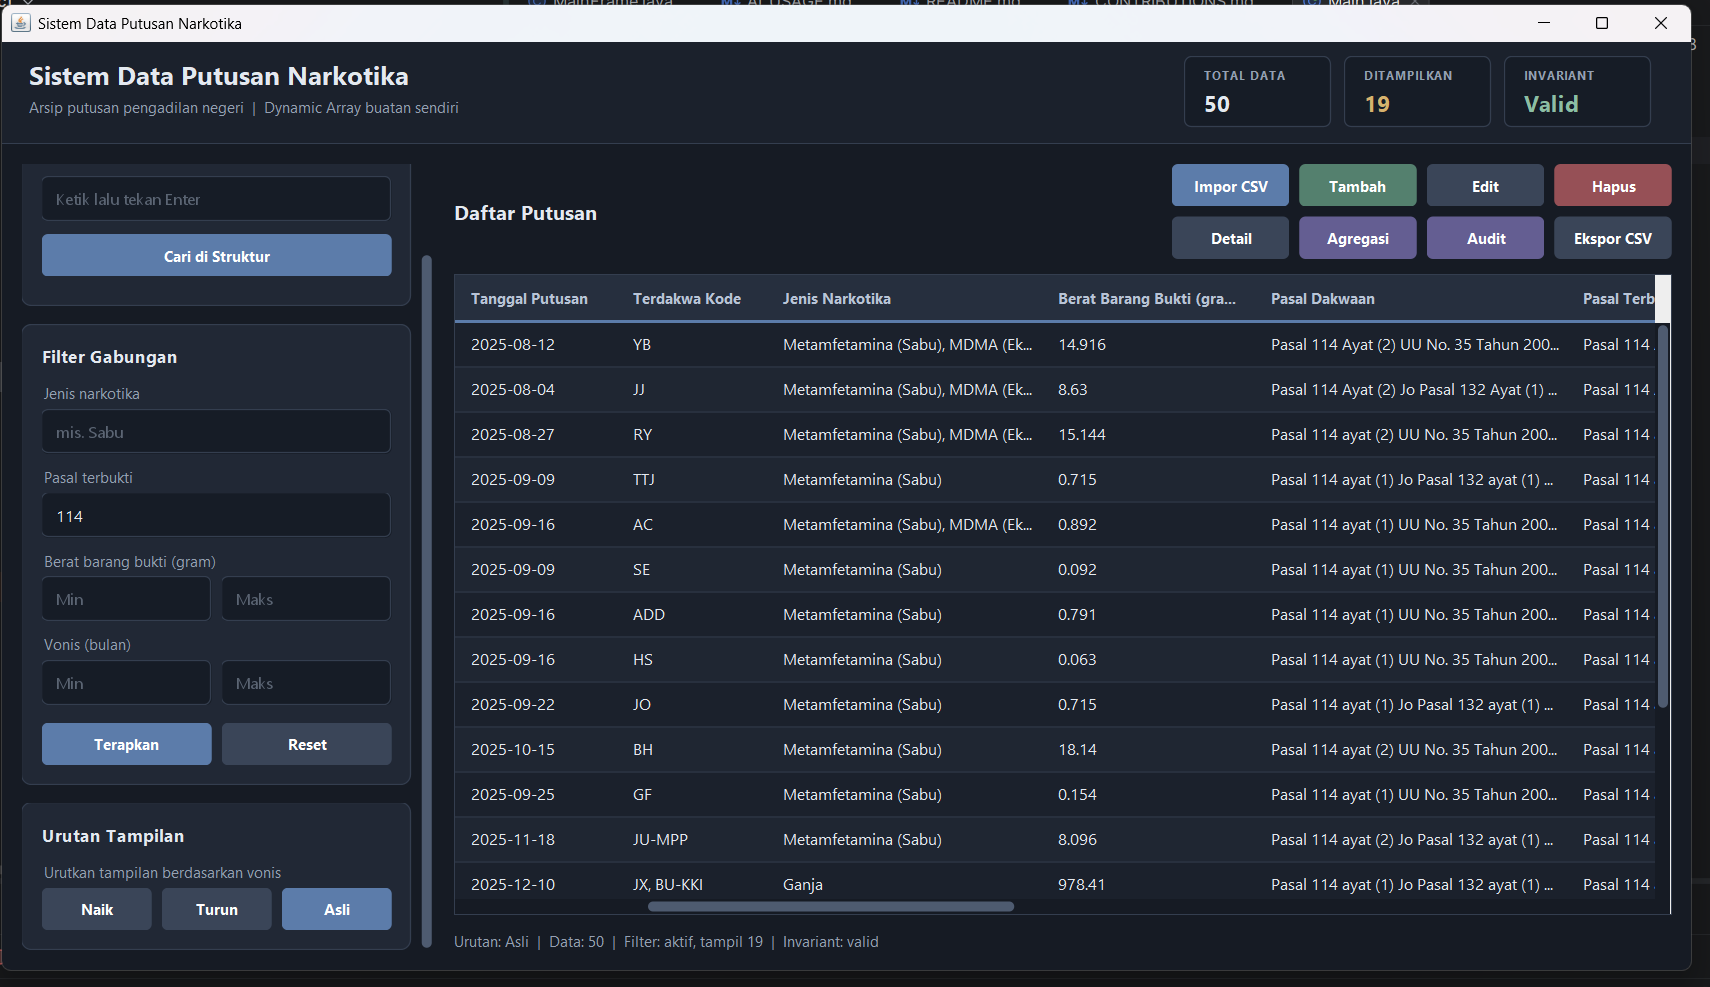 MainFrame.java AI_USAGE.md README.md CONTRIBUTIONS.md Main.java
Sistem Data Putusan Narkotika
Sistem Data Putusan Narkotika
Arsip putusan pengadilan negeri | Dynamic Array buatan sendiri
TOTAL DATA
50
DITAMPILKAN
19
INVARIANT
Valid
Ketik lalu tekan Enter
Cari di Struktur
Filter Gabungan
Jenis narkotika
mis. Sabu
Pasal terbukti
114
Berat barang bukti (gram)
Min Maks
Vonis (bulan)
Min Maks
Terapkan Reset
Urutan Tampilan
Urutkan tampilan berdasarkan vonis
Naik Turun Asli
Daftar Putusan
Impor CSV Tambah Edit Hapus
Detail Agregasi Audit Ekspor CSV
Tanggal Putusan Terdakwa Kode Jenis Narkotika Berat Barang Bukti (gra... Pasal Dakwaan Pasal Terb
2025-08-12 YB Metamfetamina (Sabu), MDMA (Ek... 14.916 Pasal 114 Ayat (2) UU No. 35 Tahun 200... Pasal 114
2025-08-04 JJ Metamfetamina (Sabu), MDMA (Ek... 8.63 Pasal 114 Ayat (2) Jo Pasal 132 Ayat (1) ... Pasal 114
2025-08-27 RY Metamfetamina (Sabu), MDMA (Ek... 15.144 Pasal 114 ayat (2) UU No. 35 Tahun 200... Pasal 114
2025-09-09 TTJ Metamfetamina (Sabu) 0.715 Pasal 114 ayat (1) Jo Pasal 132 ayat (1) ... Pasal 114
2025-09-16 AC Metamfetamina (Sabu), MDMA (Ek... 0.892 Pasal 114 ayat (1) UU No. 35 Tahun 200... Pasal 114
2025-09-09 SE Metamfetamina (Sabu) 0.092 Pasal 114 ayat (1) UU No. 35 Tahun 200... Pasal 114
2025-09-16 ADD Metamfetamina (Sabu) 0.791 Pasal 114 ayat (1) UU No. 35 Tahun 200... Pasal 114
2025-09-16 HS Metamfetamina (Sabu) 0.063 Pasal 114 ayat (1) UU No. 35 Tahun 200... Pasal 114
2025-09-22 JO Metamfetamina (Sabu) 0.715 Pasal 114 ayat (1) Jo Pasal 132 ayat (1) ... Pasal 114
2025-10-15 BH Metamfetamina (Sabu) 18.14 Pasal 114 ayat (2) UU No. 35 Tahun 200... Pasal 114
2025-09-25 GF Metamfetamina (Sabu) 0.154 Pasal 114 ayat (1) UU No. 35 Tahun 200... Pasal 114
2025-11-18 JU-MPP Metamfetamina (Sabu) 8.096 Pasal 114 ayat (2) Jo Pasal 132 ayat (1) ... Pasal 114
2025-12-10 JX, BU-KKI Ganja 978.41 Pasal 114 ayat (1) Jo Pasal 132 ayat (1) ... Pasal 114
Urutan: Asli | Data: 50 | Filter: aktif, tampil 19 | Invariant: valid